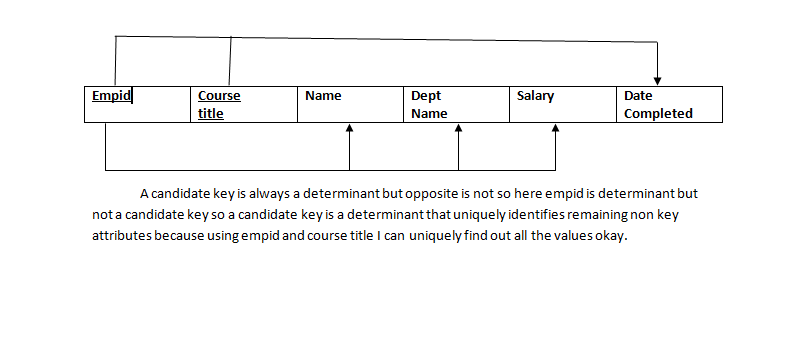 Empid Course Name Dept Salary Date
title Name Completed
A candidate key is always a determinant but opposite is not so here empid is determinant but
not a candidate key so a candidate key is a determinant that uniquely identifies remaining non key
attributes because using empid and course title I can uniquely find out all the values okay.